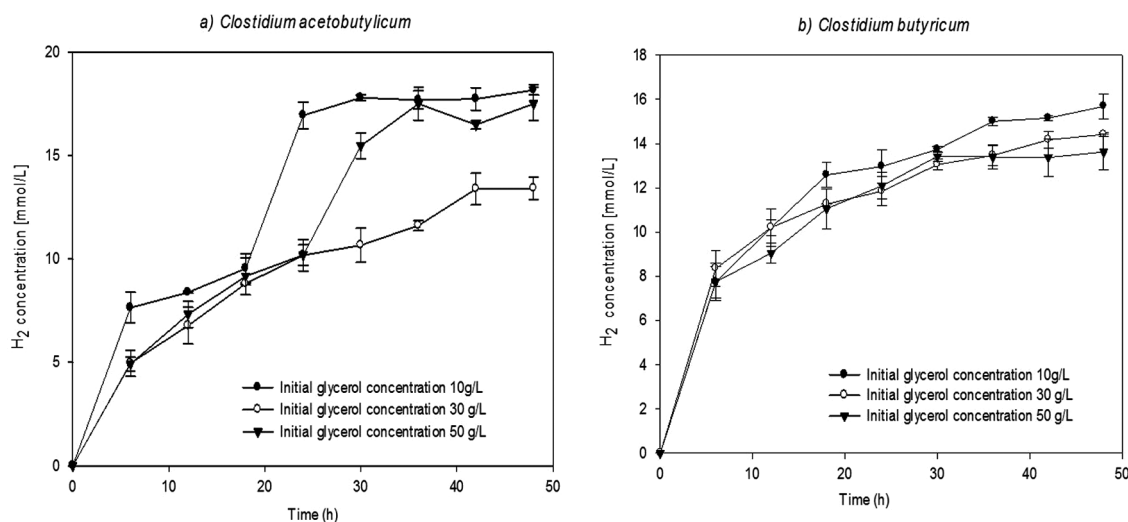 a) Clostidium acetobutylicum
20
15
10
5
0
H2 concentration [mmol/L]
Initial glycerol concentration 10g/L
Initial glycerol concentration 30 g/L
Initial glycerol concentration 50 g/L
0 10 20 30 40 50
Time (h)
b) Clostidium butyricum
18
16
14
12
10
8
6
4
2
0
H2 concentration [mmol/L]
Initial glycerol concentration 10g/L
Initial glycerol concentration 30 g/L
Initial glycerol concentration 50 g/L
0 10 20 30 40 50
Time (h)